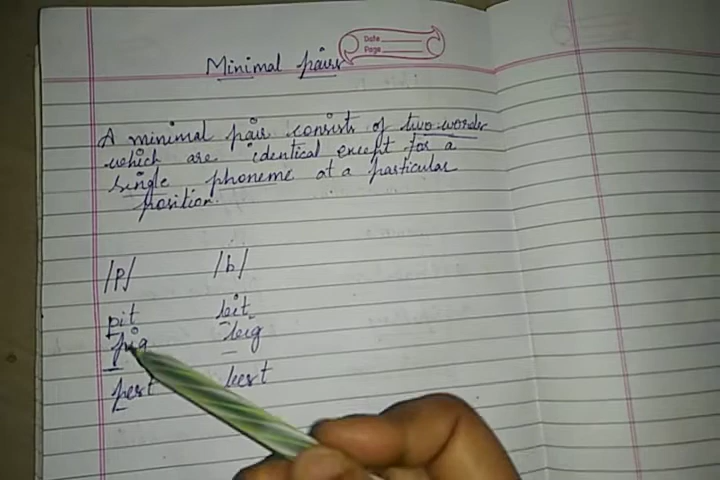 Date
Page
Minimal pairs
A minimal pair consists of two words
which are identical except for a
single phoneme at a particular
position.
/p/ /b/
pit bit
pig big
pest best